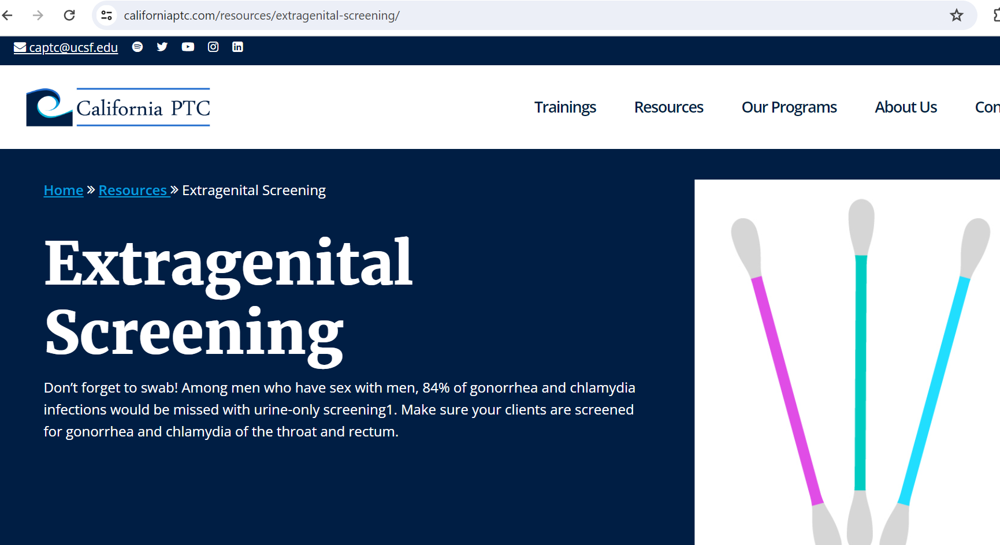 californiaptc.com/resources/extragenital-screening/
captc@ucsf.edu
California PTC
Trainings Resources Our Programs About Us
Home » Resources » Extragenital Screening
Extragenital
Screening
Don’t forget to swab! Among men who have sex with men, 84% of gonorrhea and chlamydia
infections would be missed with urine-only screening1. Make sure your clients are screened
for gonorrhea and chlamydia of the throat and rectum.